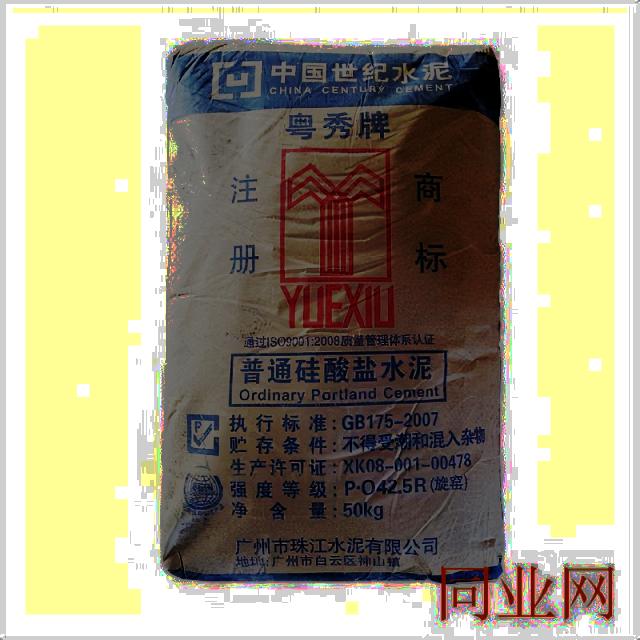 中国世纪水泥
CHINA CENTURY CEMENT
粤秀牌
注册
商标
YUEXIU
通过ISO9001:2008质量管理体系认证
普通硅酸盐水泥
Ordinary Portland Cement
执行标准:GB175-2007
贮存条件:不得受潮和混入杂物
生产许可证:XK08-001-00478
强度等级:P·O42.5R(旋窑)
净含量:50kg
广州市珠江水泥有限公司
地址:广州市白云区神山镇
同业网